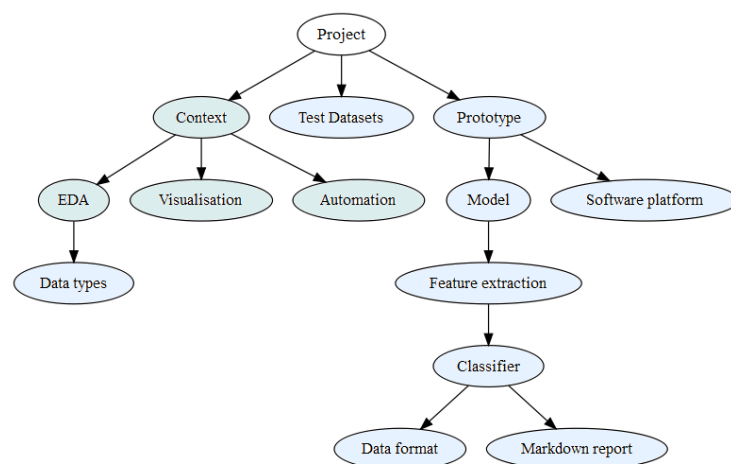 Project
Context
Test Datasets
Prototype
EDA
Visualisation
Automation
Model
Software platform
Data types
Feature extraction
Classifier
Data format
Markdown report